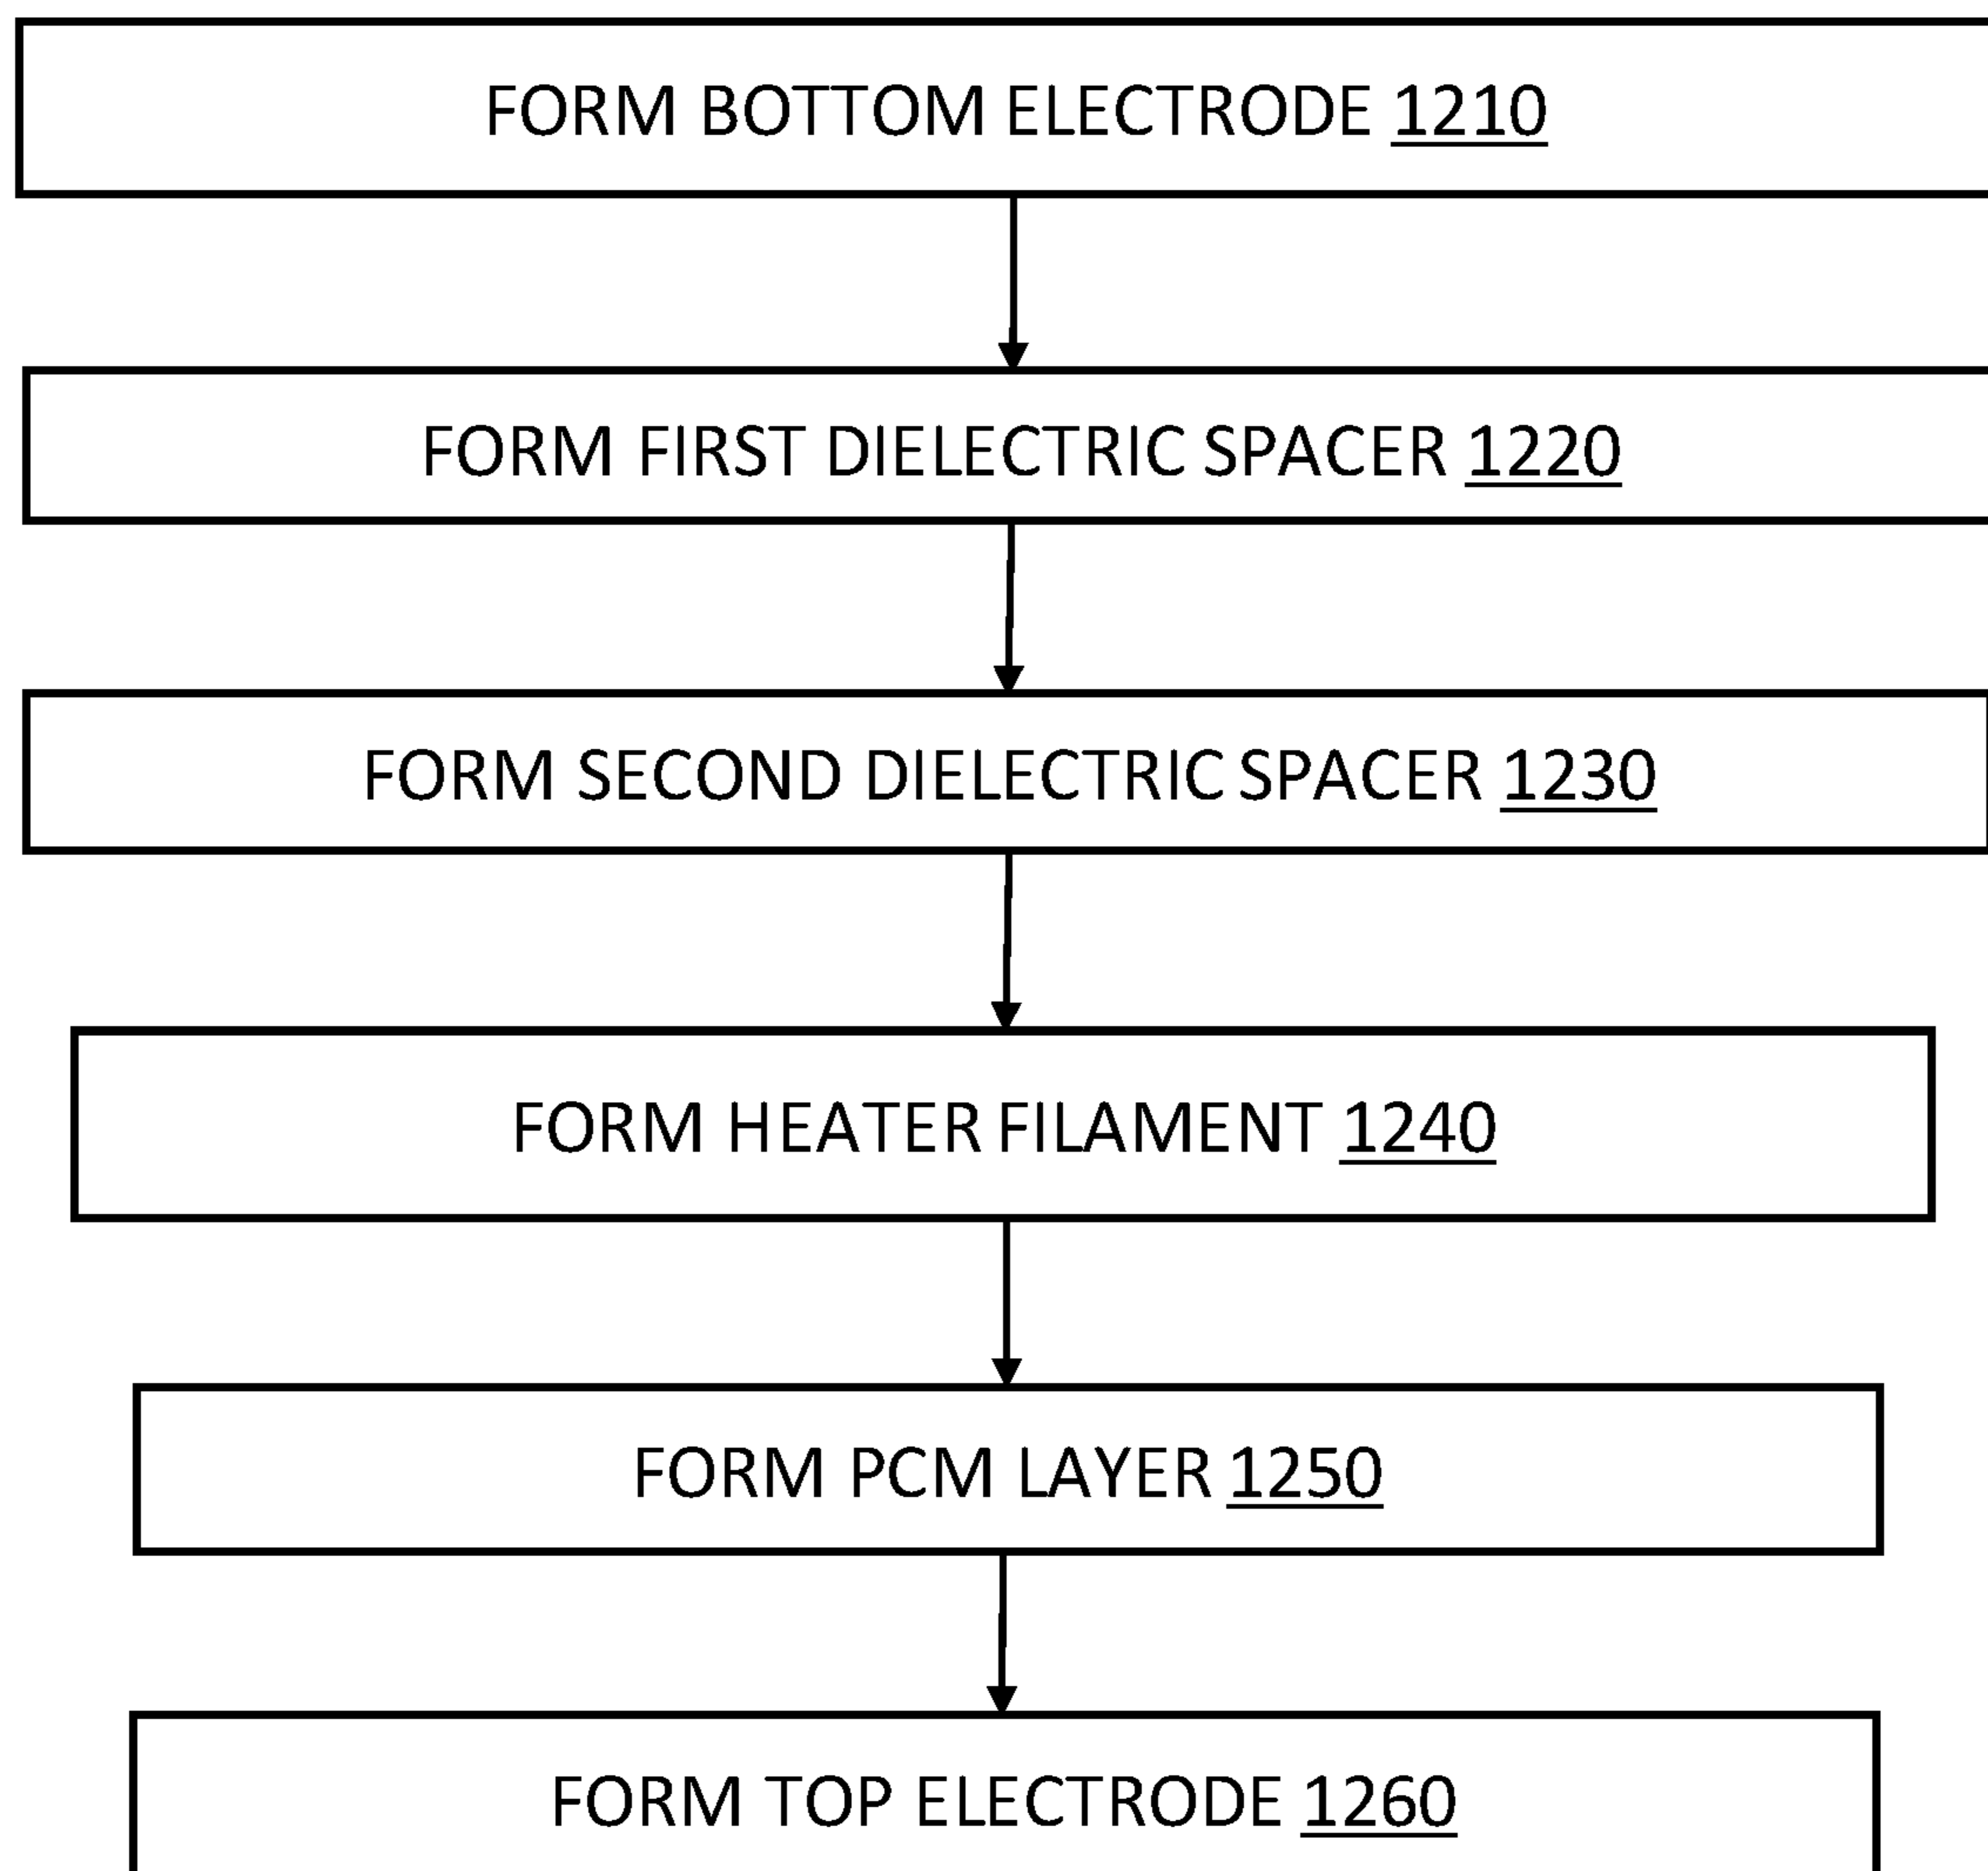 FORM BOTTOM ELECTRODE 1210
FORM FIRST DIELECTRIC SPACER 1220
FORM SECOND DIELECTRIC SPACER 1230
FORM HEATER FILAMENT 1240
FORM PCM LAYER 1250
FORM TOP ELECTRODE 1260